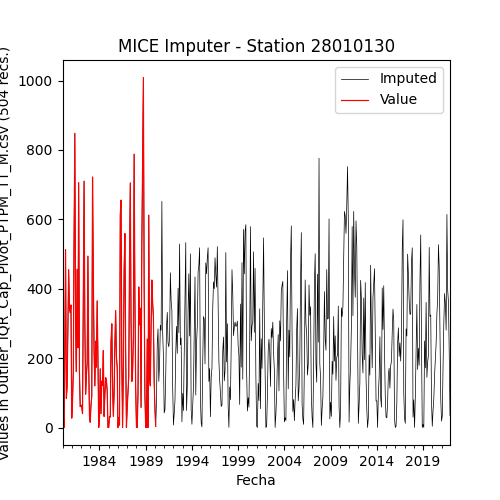 MICE Imputer - Station 28010130
Imputed
Value
1000
800
600
400
200
0
1984
1989
1994
1999
2004
2009
2014
2019
Fecha
Values in Outlier_IQR_Cap_Pivot_PTPM_TT_M.csv (504 recs.)